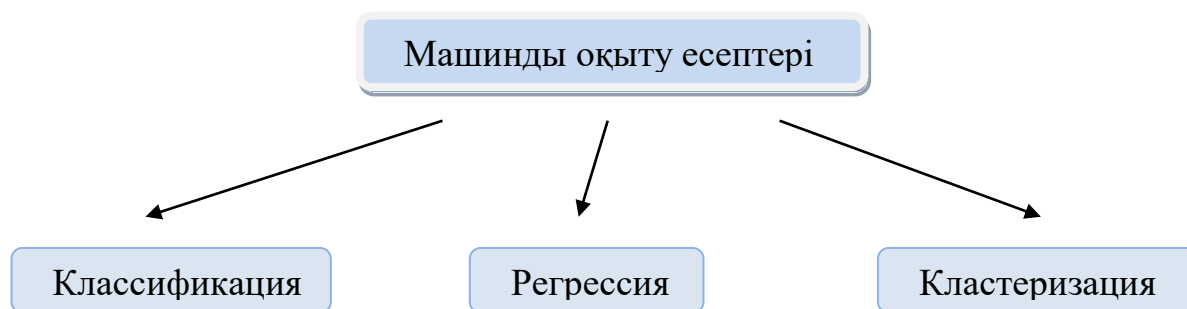 Машинды оқыту есептері
Классификация
Регрессия
Кластеризация